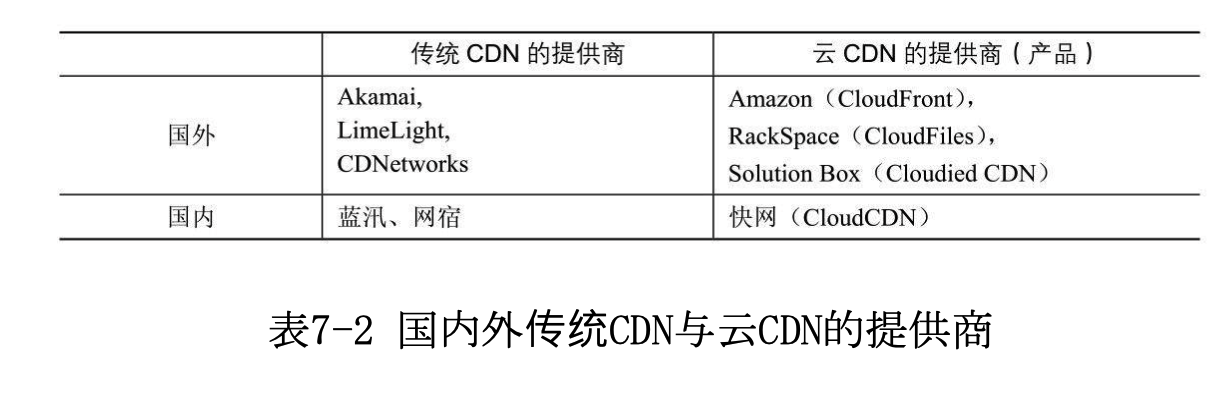 传统 CDN 的提供商 云 CDN 的提供商（产品）
国外
Akamai,
LimeLight,
CDNetworks
Amazon（CloudFront），
RackSpace（CloudFiles），
Solution Box（Cloudied CDN）
国内 蓝汛、网宿 快网（CloudCDN）
表7-2 国内外传统CDN与云CDN的提供商